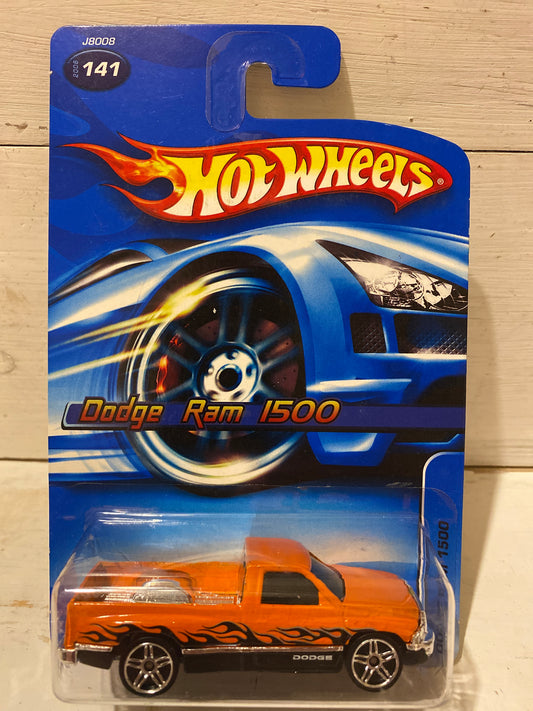 J8008
2006
141
HOT WHEELS®
Dodge Ram 1500
1500
DODGE